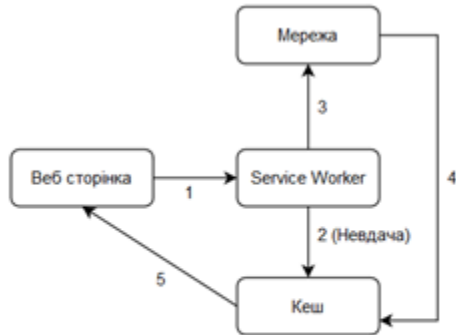 Мережа
3
4
Веб сторінка
1
Service Worker
2 (Невдача)
5
Кеш